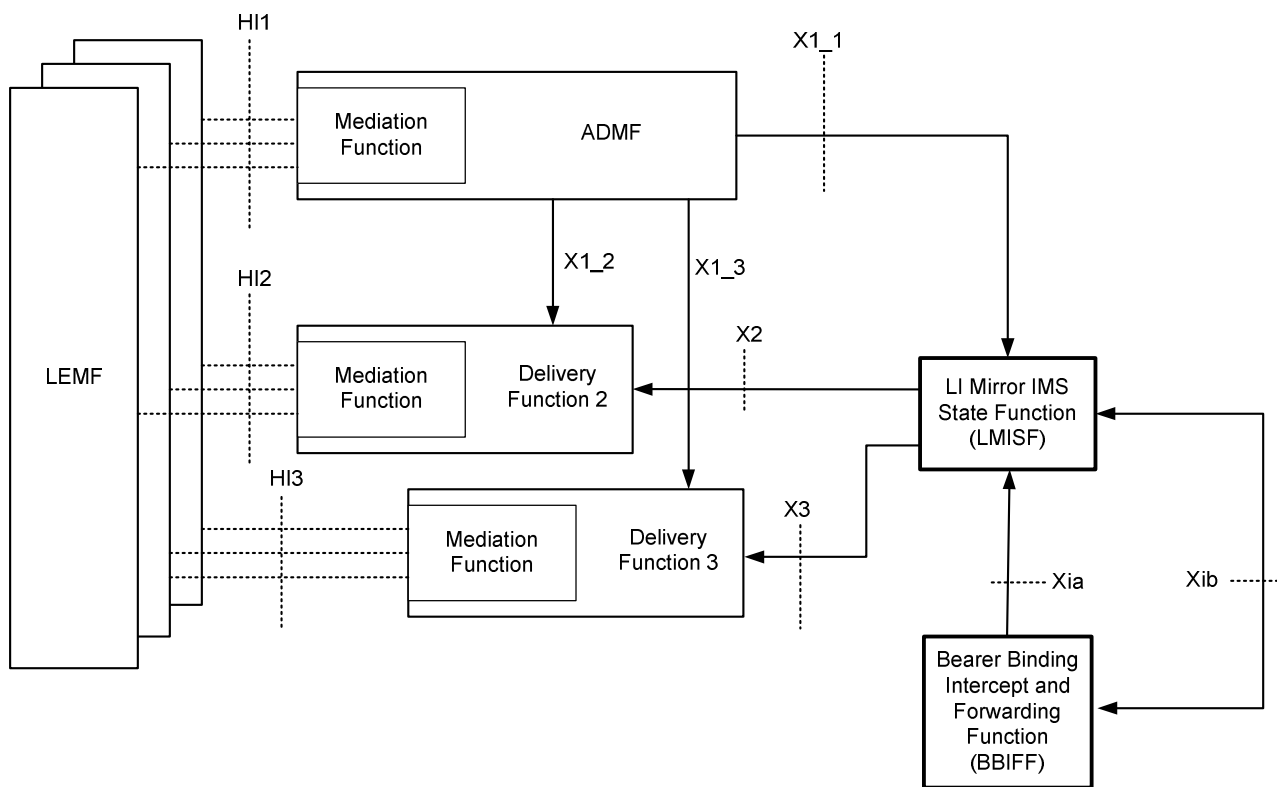 HI1
X1_1
Mediation
Function
ADMF
X1_2
X1_3
HI2
X2
LEMF
Mediation
Function
Delivery
Function 2
LI Mirror IMS
State Function
(LMISF)
HI3
X3
Mediation
Function
Delivery
Function 3
Xia
Xib
Bearer Binding
Intercept and
Forwarding
Function
(BBIFF)